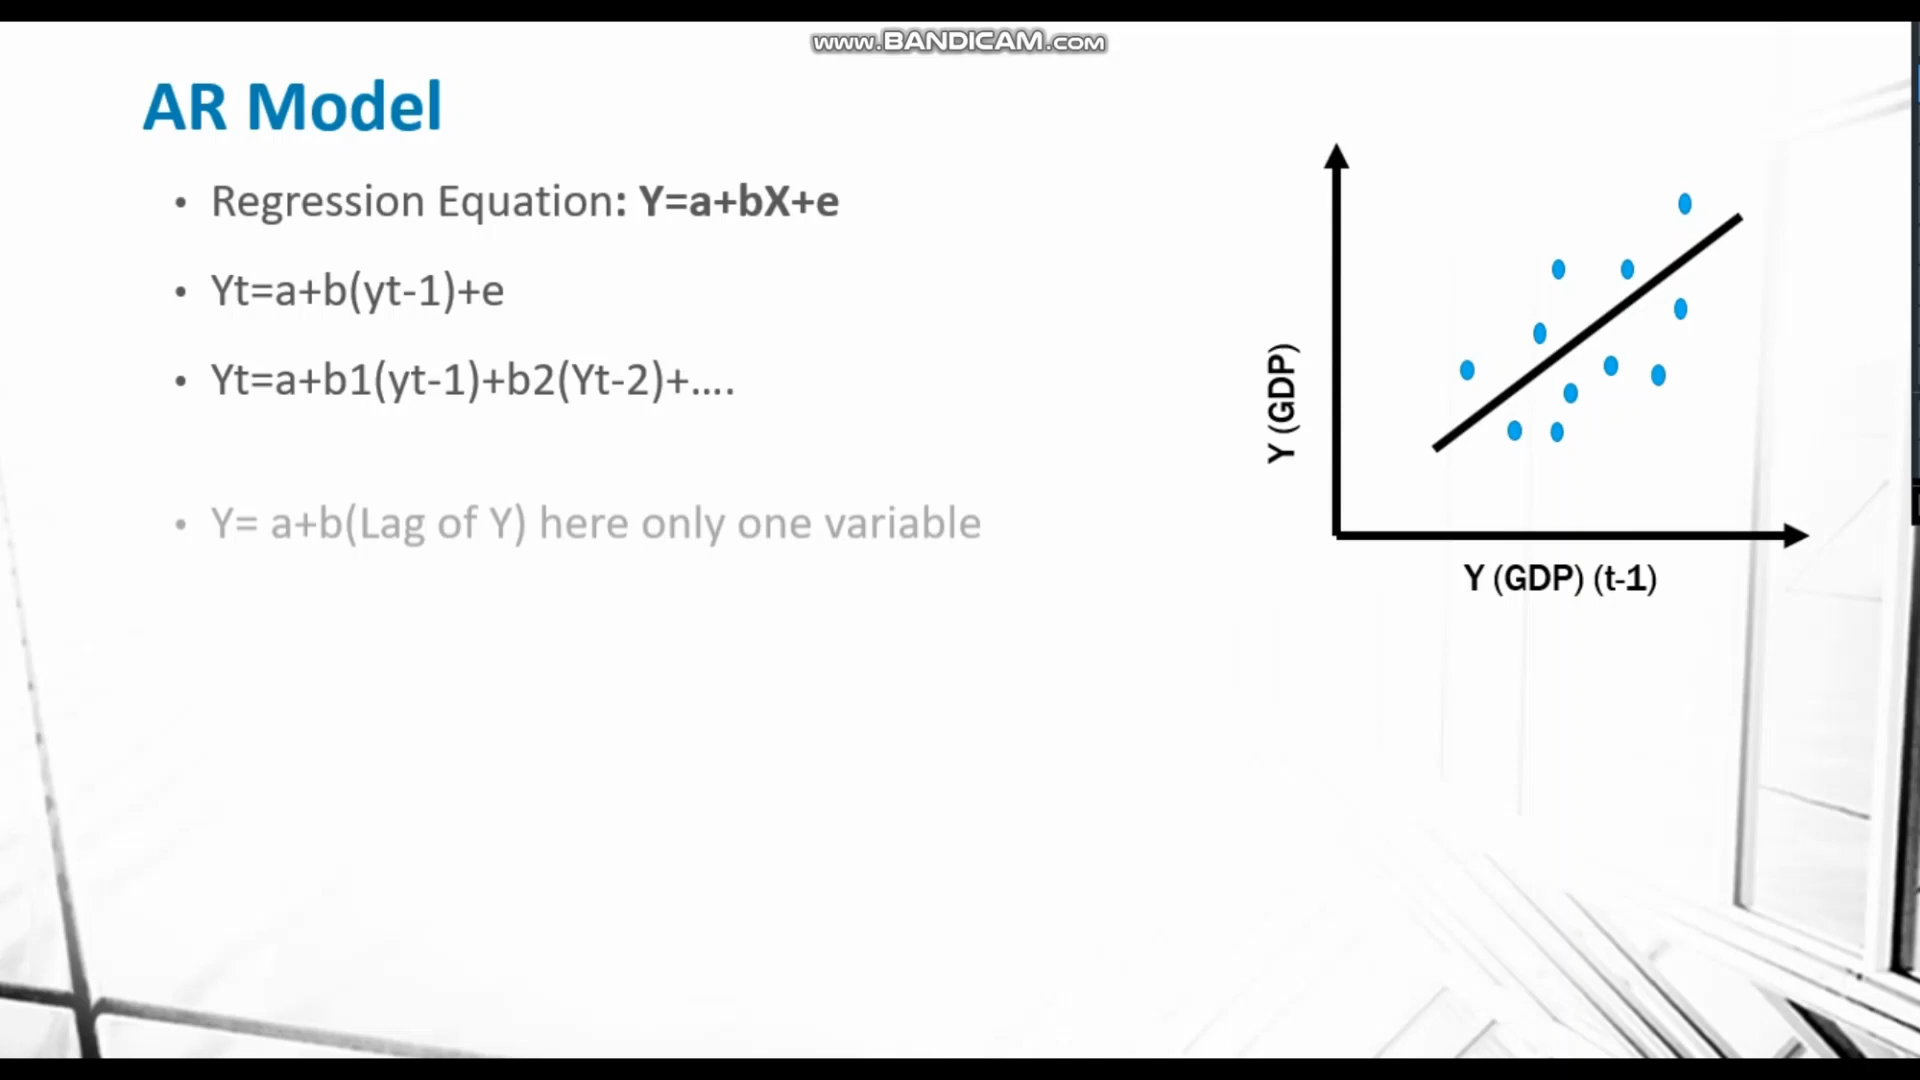 www.BANDICAM.com
AR Model
• Regression Equation: Y=a+bX+e
• Yt=a+b(yt-1)+e
• Yt=a+b1(yt-1)+b2(Yt-2)+....
• Y= a+b(Lag of Y) here only one variable
Y (GDP)
Y (GDP) (t-1)